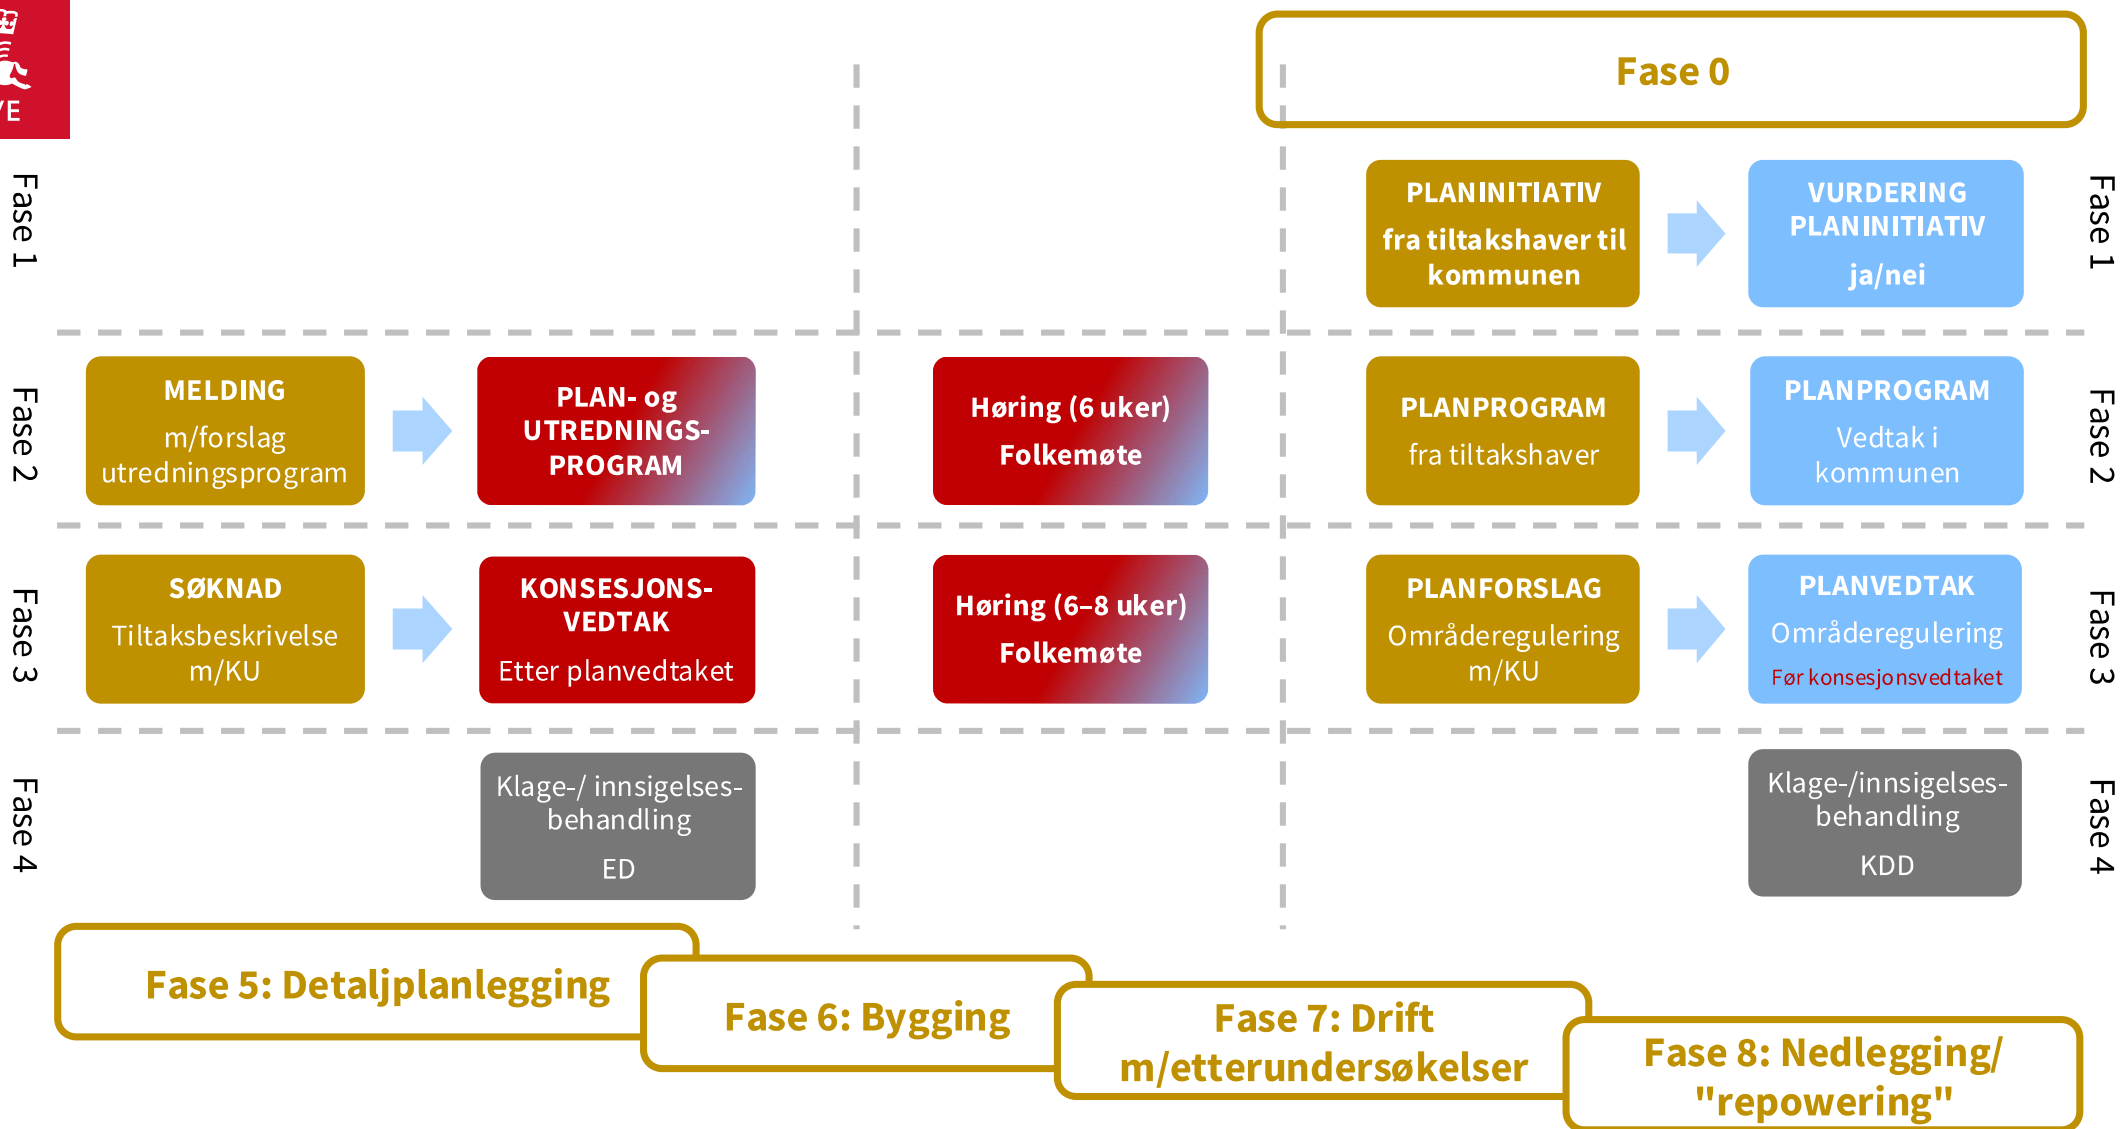 VE
Fase 0
Fase 1
PLANINITIATIV
fra tiltakshaver til
kommunen
VURDERING
PLANINITIATIV
ja/nei
Fase 1
Fase 2
MELDING
m/forslag
utredningsprogram
PLAN- og
UTREDNINGS-
PROGRAM
Høring (6 uker)
Folkemøte
PLANPROGRAM
fra tiltakshaver
PLANPROGRAM
Vedtak i
kommunen
Fase 2
Fase 3
SØKNAD
Tiltaksbeskrivelse
m/KU
KONSESJONS-
VEDTAK
Etter planvedtaket
Høring (6–8 uker)
Folkemøte
PLANFORSLAG
Områderegulering
m/KU
PLANVEDTAK
Områderegulering
Før konsesjonsvedtaket
Fase 3
Fase 4
Klage-/ innsigelses-
behandling
ED
Klage-/innsigelses-
behandling
KDD
Fase 4
Fase 5: Detaljplanlegging
Fase 6: Bygging
Fase 7: Drift
m/etterundersøkelser
Fase 8: Nedlegging/
"repowering"